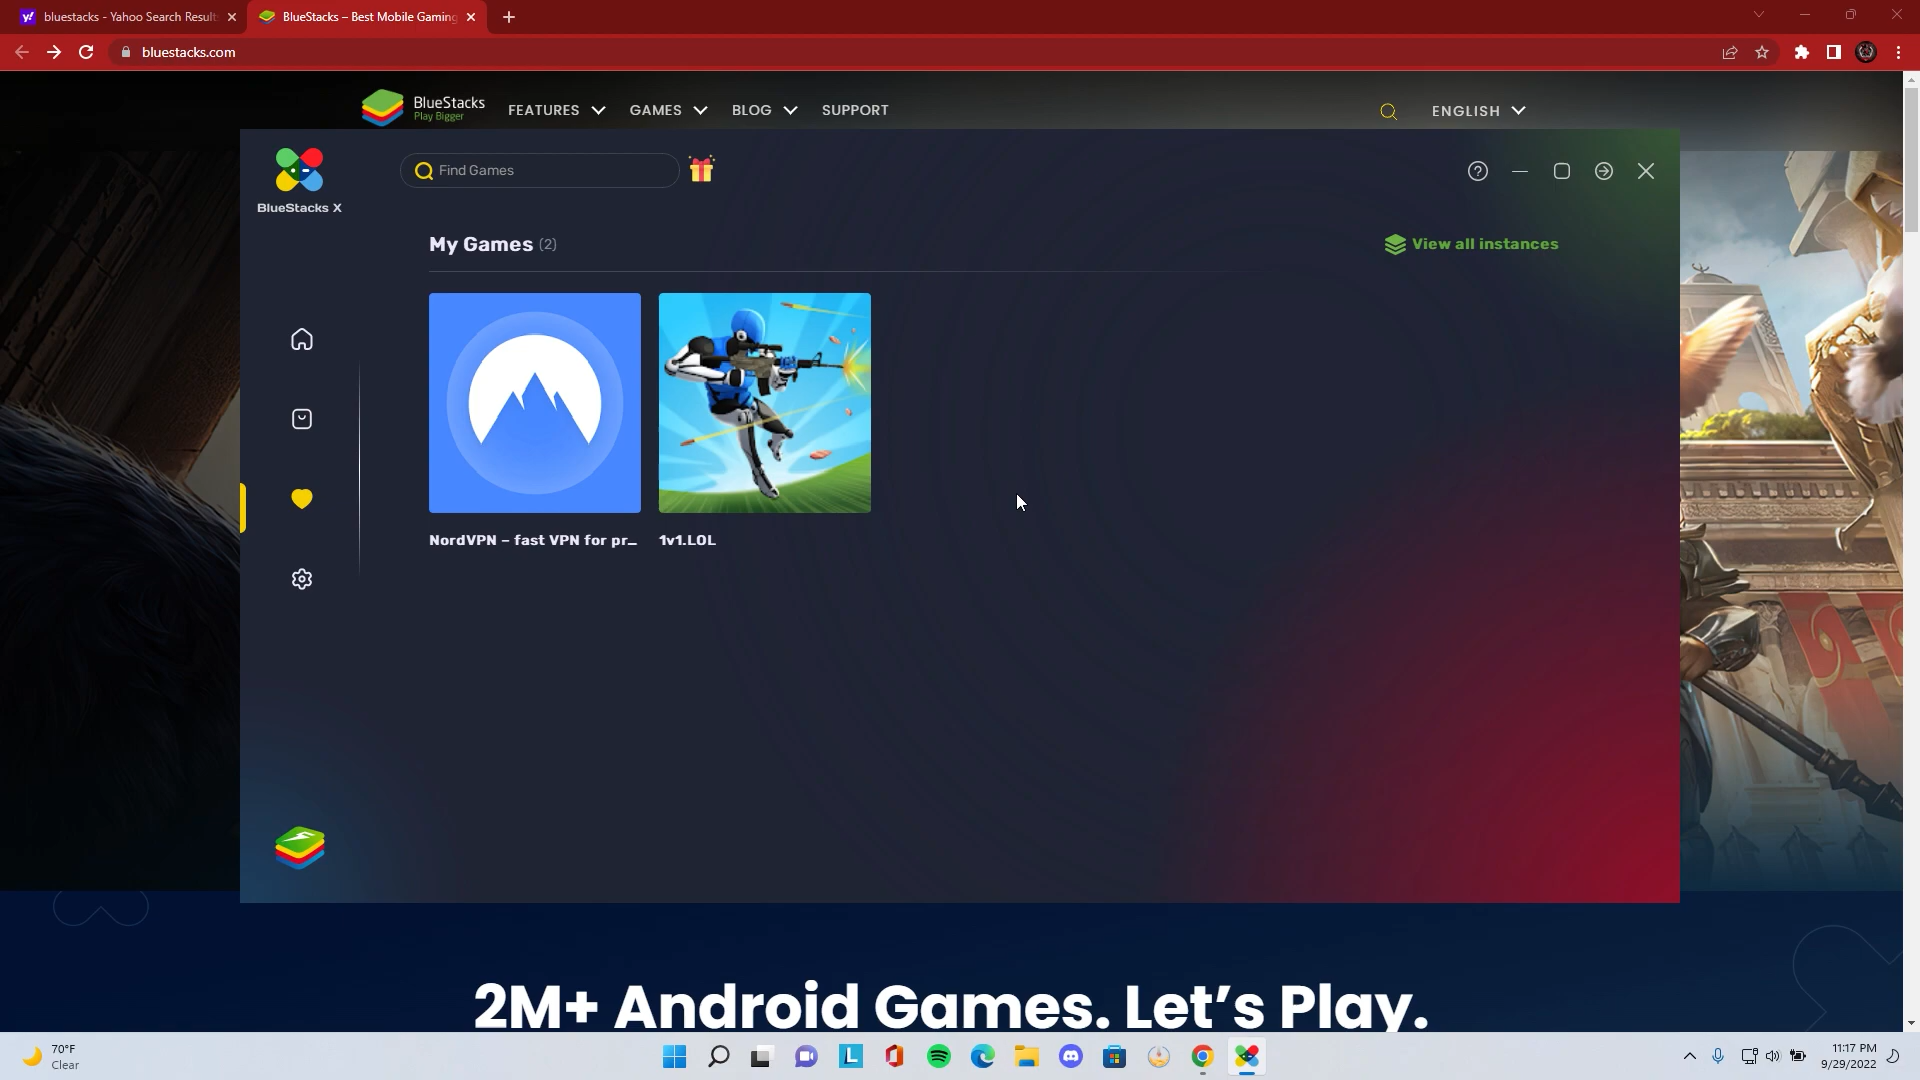 bluestacks - Yahoo Search Result
BlueStacks – Best Mobile Gaming
bluestacks.com
BlueStacks
Play Bigger
FEATURES
GAMES
BLOG
SUPPORT
ENGLISH
BlueStacks X
Find Games
My Games (2)
View all instances
NordVPN – fast VPN for pr...
1v1.LOL
2M+ Android Games. Let’s Play.
70°F
Clear
L
11:17 PM
9/29/2022